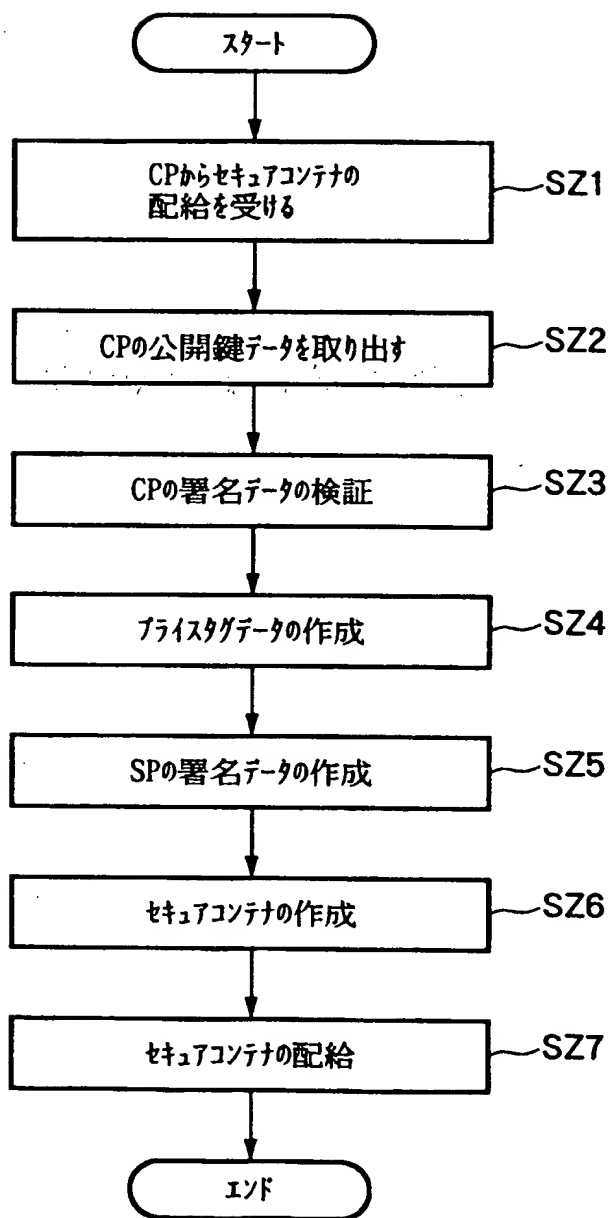 スタート
CPからセキュアコンテナの
配給を受ける
SZ1
CPの公開鍵データを取り出す
SZ2
CPの署名データの検証
SZ3
プライスタグデータの作成
SZ4
SPの署名データの作成
SZ5
セキュアコンテナの作成
SZ6
セキュアコンテナの配給
SZ7
エンド